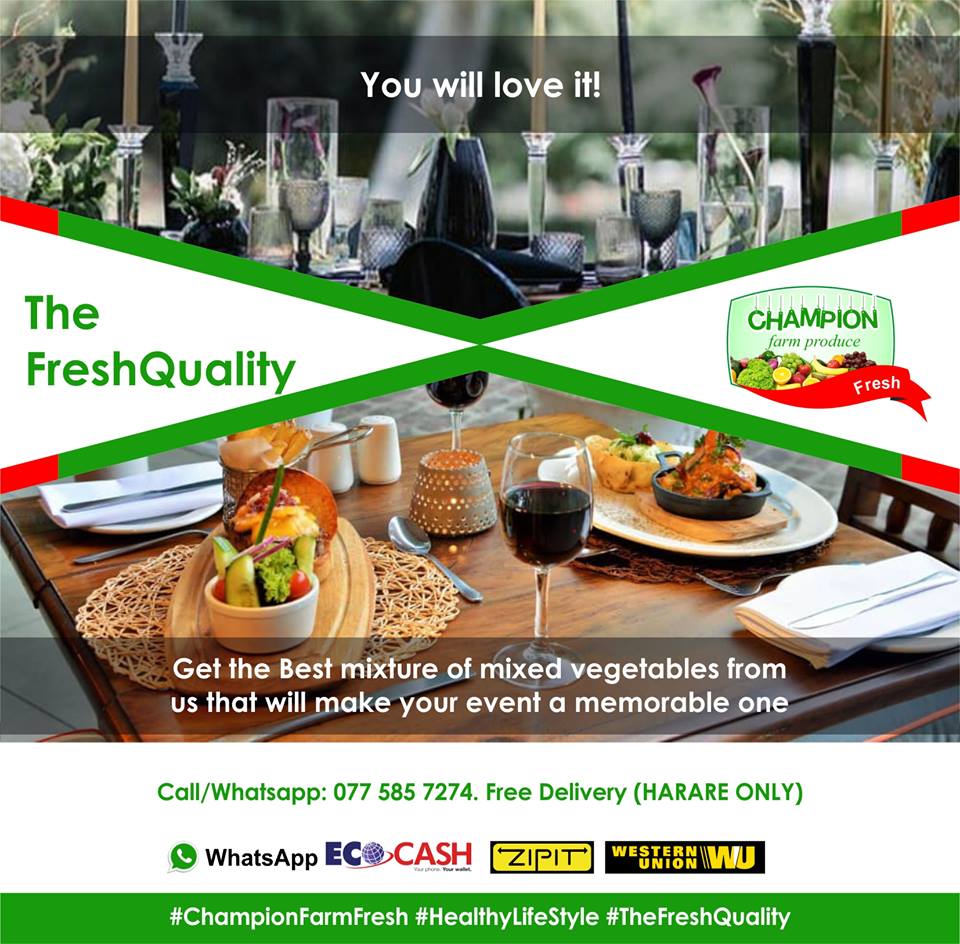 You will love it!
The
FreshQuality
CHAMPION
farm produce
Fresh
Get the Best mixture of mixed vegetables from
us that will make your event a memorable one
Call/Whatsapp: 077 585 7274. Free Delivery (HARARE ONLY)
WhatsApp
ECOCASH
Your phone. Your wallet.
ZIPIT
WESTERN
UNION
WU
#ChampionFarmFresh #HealthyLifeStyle #TheFreshQuality